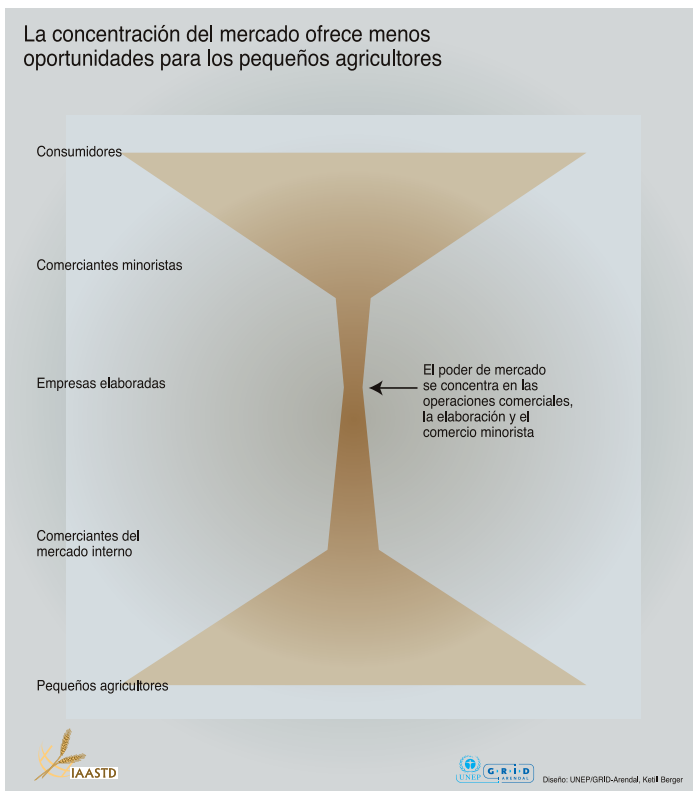 La concentración del mercado ofrece menos
oportunidades para los pequeños agricultores
Consumidores
Comerciantes minoristas
Empresas elaboradas
El poder de mercado
se concentra en las
operaciones comerciales,
la elaboración y el
comercio minorista
Comerciantes del
mercado interno
Pequeños agricultores
IAASTD
UNEP
G R I D
ARENDAL
Diseño: UNEP/GRID-Arendal, Ketill Berger